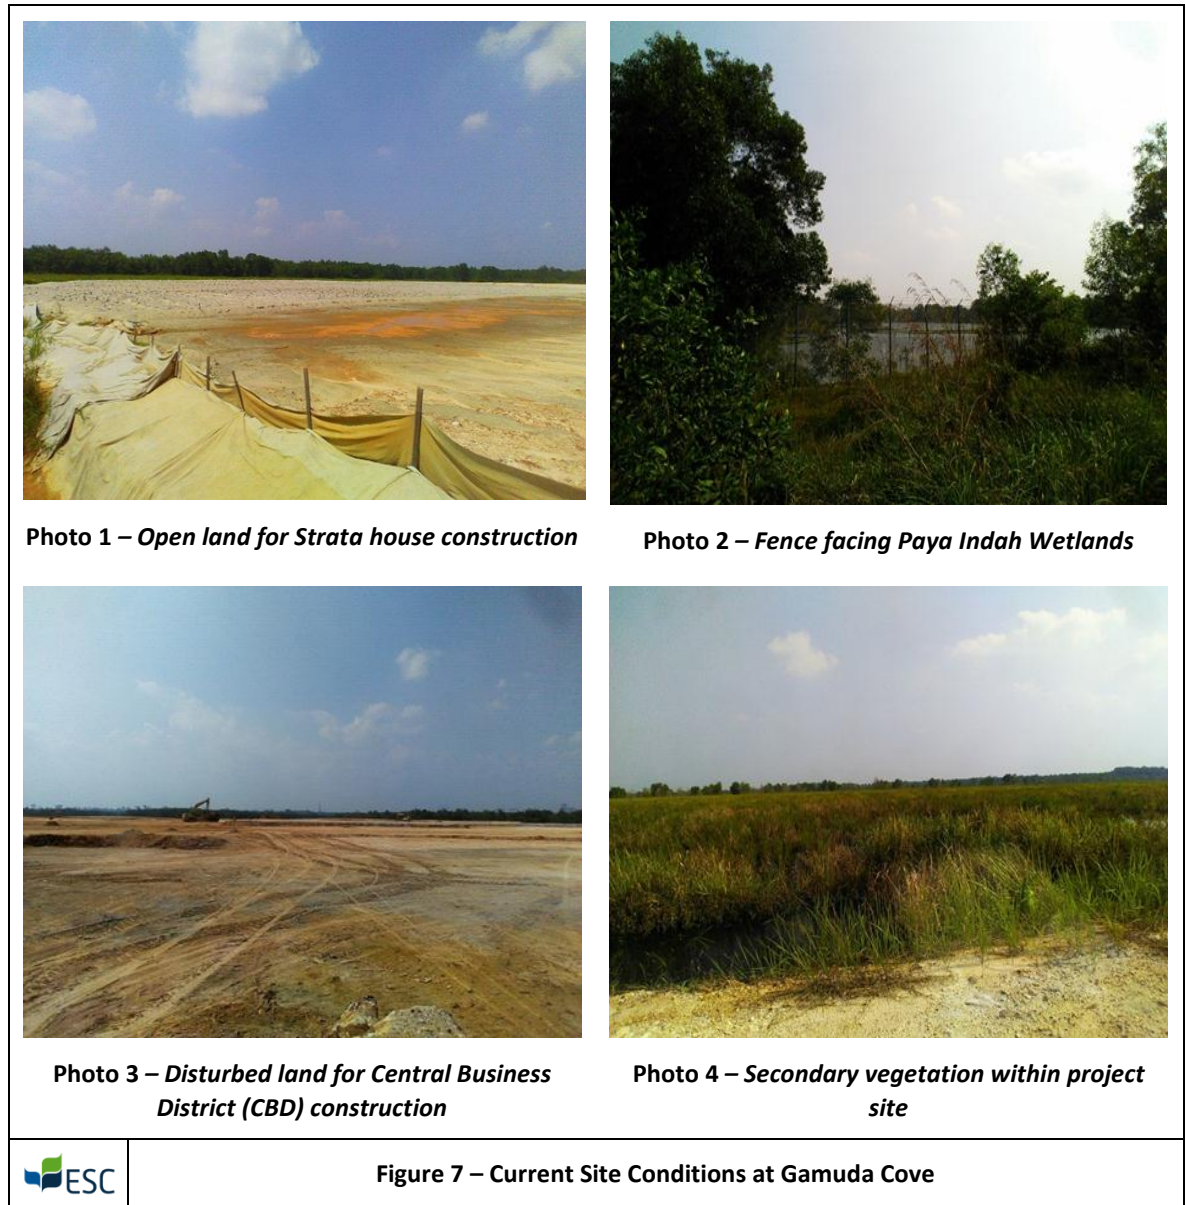 Photo 1 – Open land for Strata house construction
Photo 2 – Fence facing Paya Indah Wetlands
Photo 3 – Disturbed land for Central Business
District (CBD) construction
Photo 4 – Secondary vegetation within project
site
ESC
Figure 7 – Current Site Conditions at Gamuda Cove